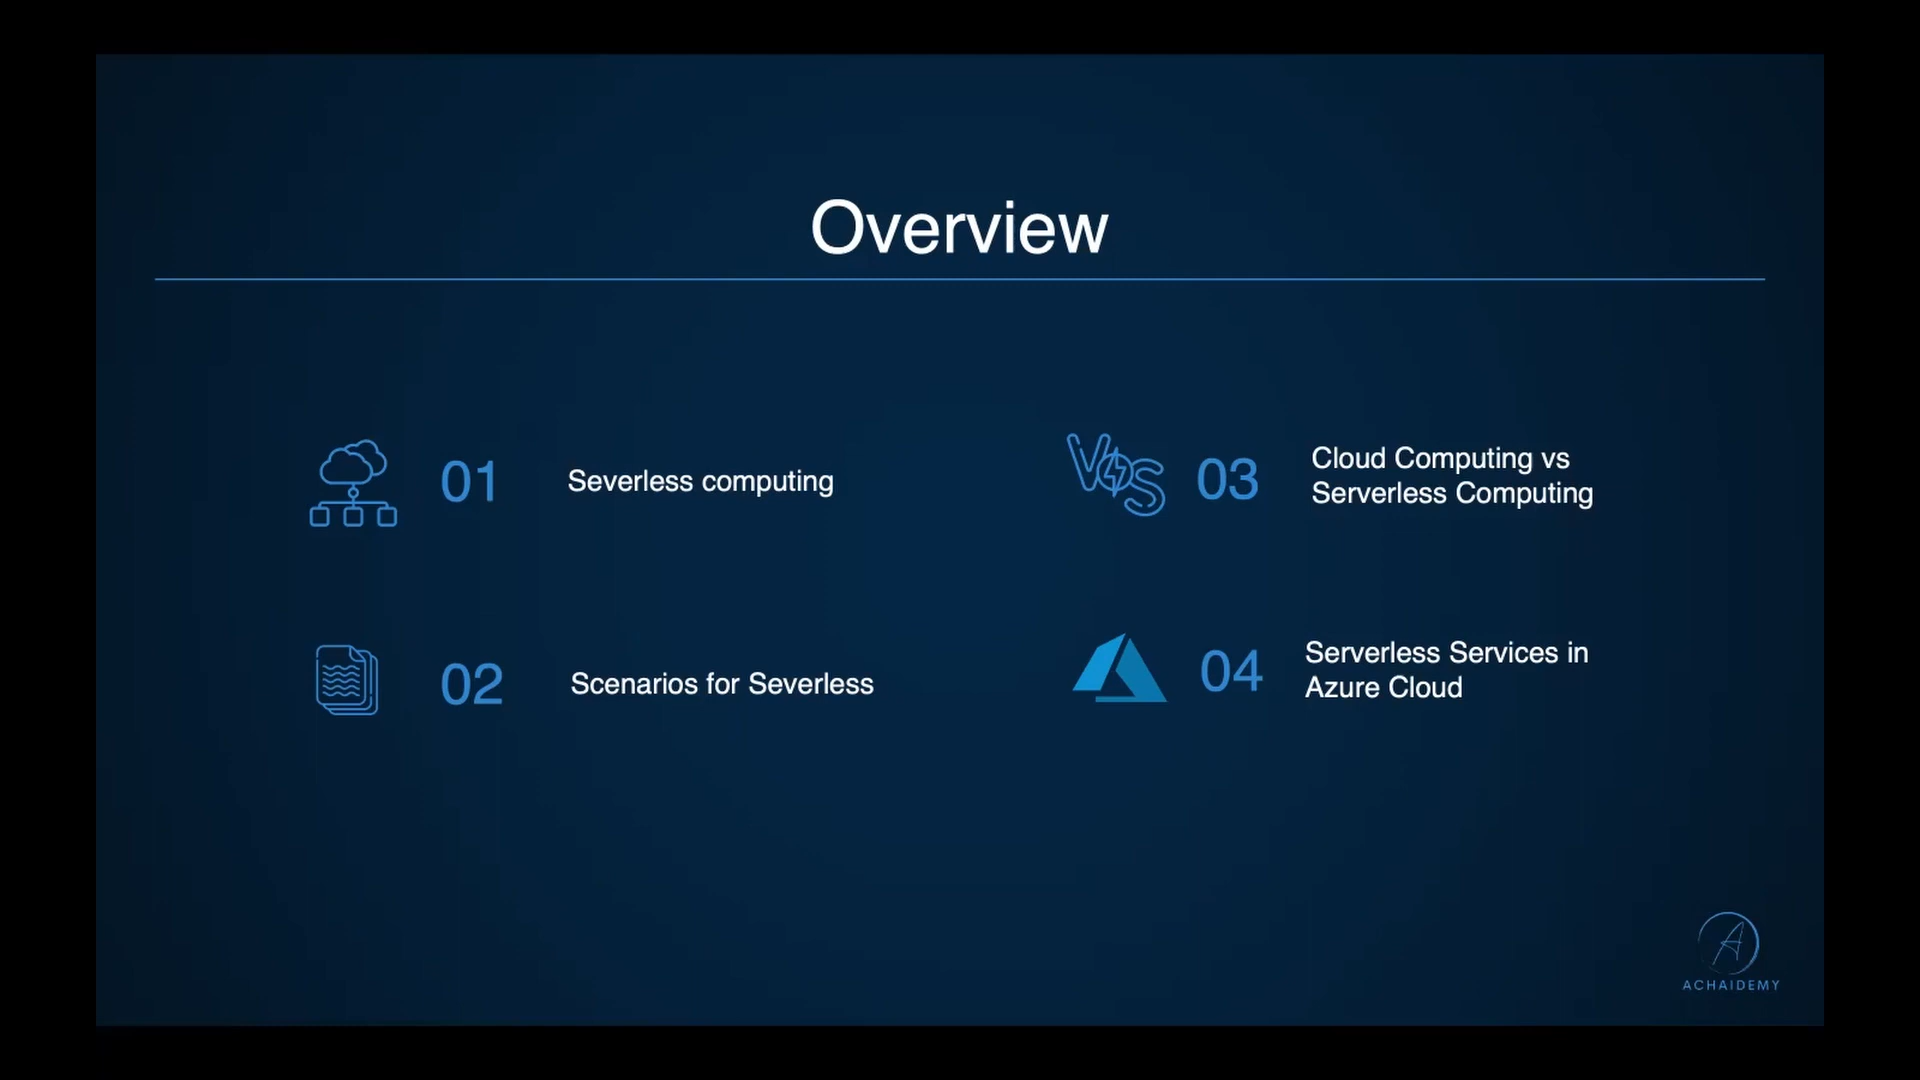 Overview
01
Severless computing
02
Scenarios for Severless
VS
03
Cloud Computing vs
Serverless Computing
04
Serverless Services in
Azure Cloud
A
ACHAIDEMY